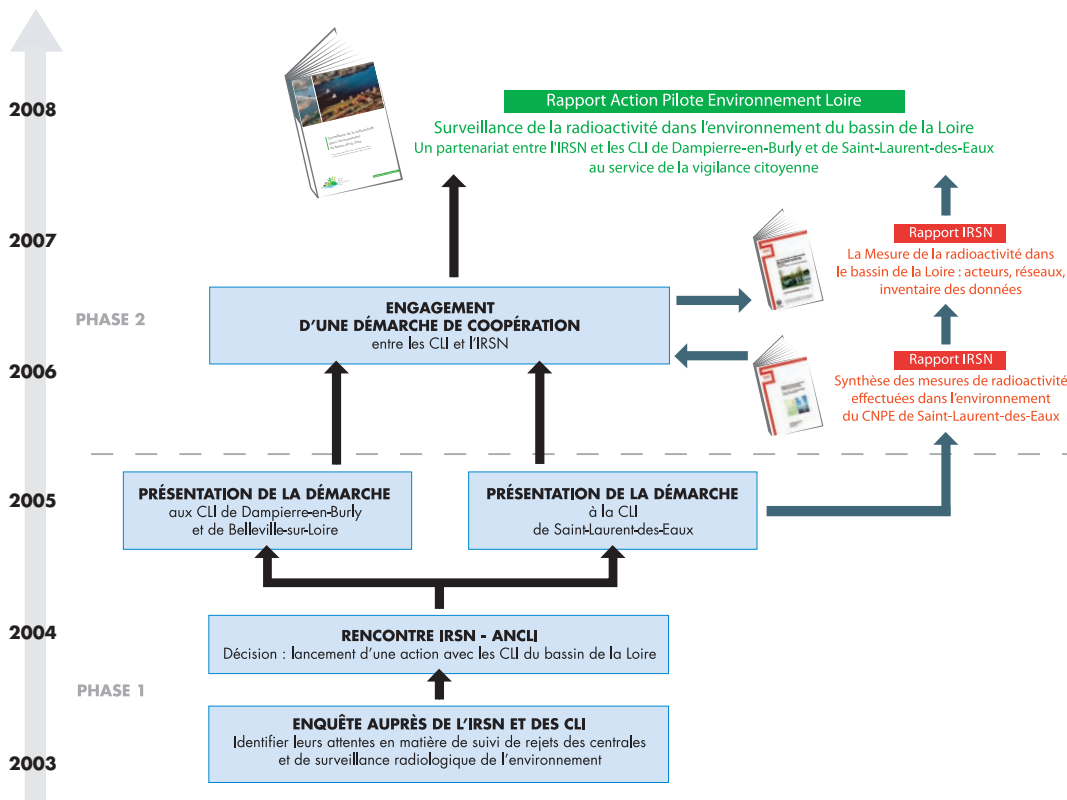 2008
Rapport Action Pilote Environnement Loire
Surveillance de la radioactivité dans l'environnement du bassin de la Loire
Un partenariat entre l'IRSN et les CLI de Dampierre-en-Burly et de Saint-Laurent-des-Eaux
au service de la vigilance citoyenne
2007
Rapport IRSN
La Mesure de la radioactivité dans
le bassin de la Loire : acteurs, réseaux,
inventaire des données
PHASE 2
ENGAGEMENT
D'UNE DÉMARCHE DE COOPÉRATION
entre les CLI et l'IRSN
2006
Rapport IRSN
Synthèse des mesures de radioactivité
effectuées dans l'environnement
du CNPE de Saint-Laurent-des-Eaux
2005
PRÉSENTATION DE LA DÉMARCHE
aux CLI de Dampierre-en-Burly
et de Belleville-sur-Loire
PRÉSENTATION DE LA DÉMARCHE
à la CLI
de Saint-Laurent-des-Eaux
2004
RENCONTRE IRSN - ANCLI
Décision : lancement d'une action avec les CLI du bassin de la Loire
PHASE 1
ENQUÊTE AUPRÈS DE L'IRSN ET DES CLI
Identifier leurs attentes en matière de suivi de rejets des centrales
et de surveillance radiologique de l'environnement
2003